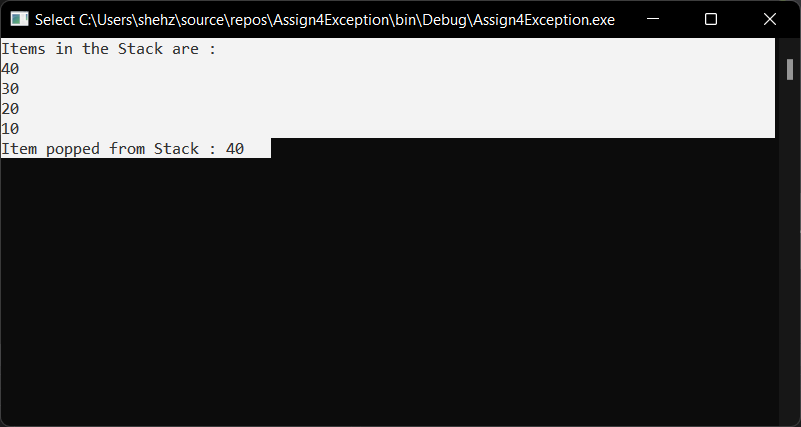 Select C:\Users\shehz\source\repos\Assign4Exception\bin\Debug\Assign4Exception.exe
Items in the Stack are :
40
30
20
10
Item popped from Stack : 40